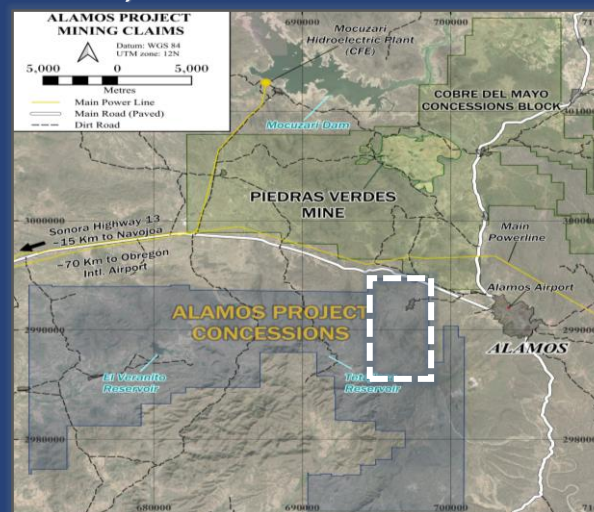 ALAMOS PROJECT
MINING CLAIMS
Datum: WGS 84
UTM zone: 12N
5,000 0 5,000
Metres
Main Power Line
Main Road (Paved)
Dirt Road
690000
700000
Mocuzari
Hidroelectric Plant
(CFE)
COBRE DEL MAYO
CONCESSIONS BLOCK
Mocuzari Dam
PIEDRAS VERDES
MINE
3000000
Sonora Highway 13
~15 Km to Navojoa
~70 Km to Obregon
Intl. Airport
Main
Powerline
Alamos Airport
ALAMOS PROJECT
CONCESSIONS
2990000
ALAMOS
El Veranito
Reservoir
Reservoir
2980000
680000
690000
700000